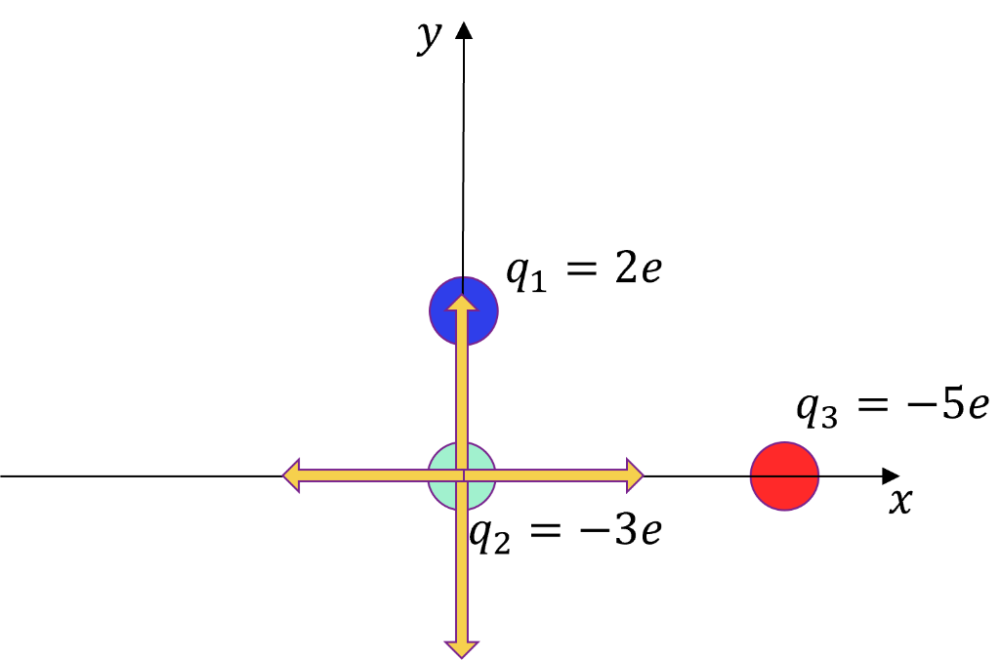 y
q₁ = 2e
q₃ = −5e
x
q₂ = −3e